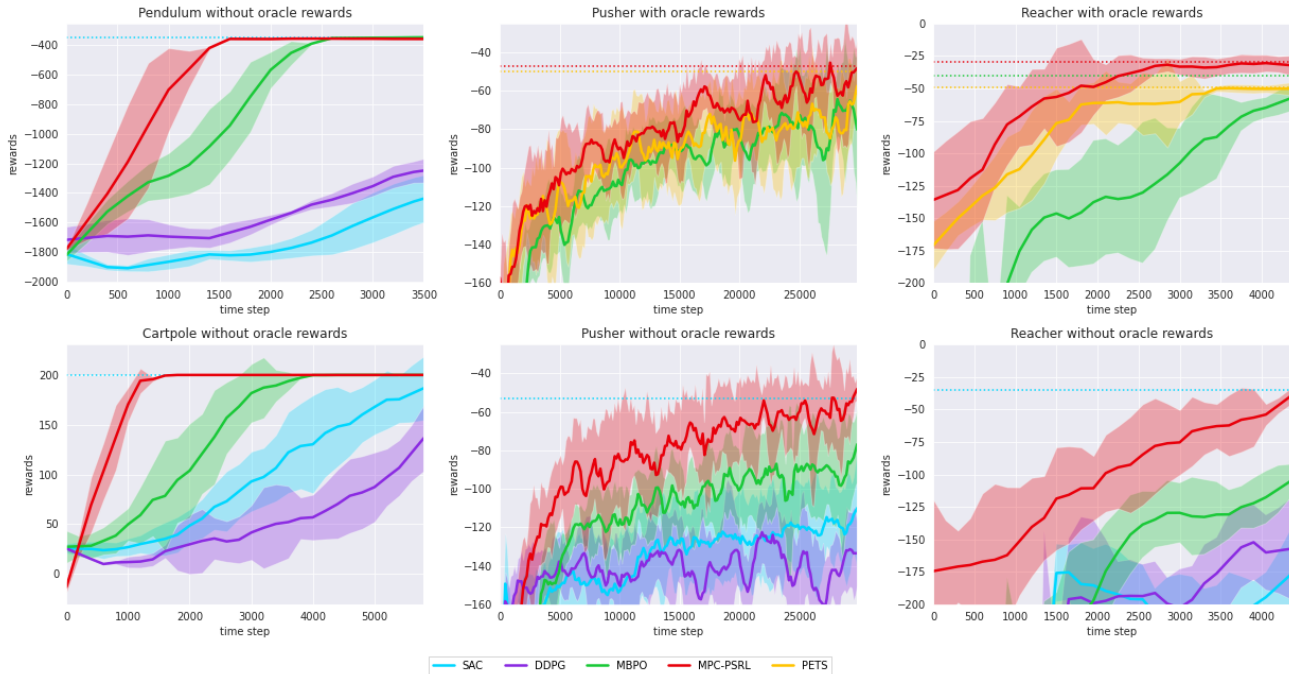 Pendulum without oracle rewards
−400
−600
−800
−1000
−1200
−1400
−1600
−1800
−2000
rewards
0 500 1000 1500 2000 2500 3000 3500
time step
Pusher with oracle rewards
−40
−60
−80
−100
−120
−140
−160
rewards
5000 10000 15000 20000 25000
time step
Reacher with oracle rewards
0
−25
−50
−75
−100
−125
−150
−175
−200
rewards
0 500 1000 1500 2000 2500 3000 3500 4000
time step
Cartpole without oracle rewards
200
150
100
50
0
rewards
0 1000 2000 3000 4000 5000
time step
Pusher without oracle rewards
−40
−60
−80
−100
−120
−140
−160
rewards
0 5000 10000 15000 20000 25000
time step
Reacher without oracle rewards
0
−25
−50
−75
−100
−125
−150
−175
−200
rewards
0 500 1000 1500 2000 2500 3000 3500 4000
time step
SAC DDPG MBPO MPC-PSRL PETS